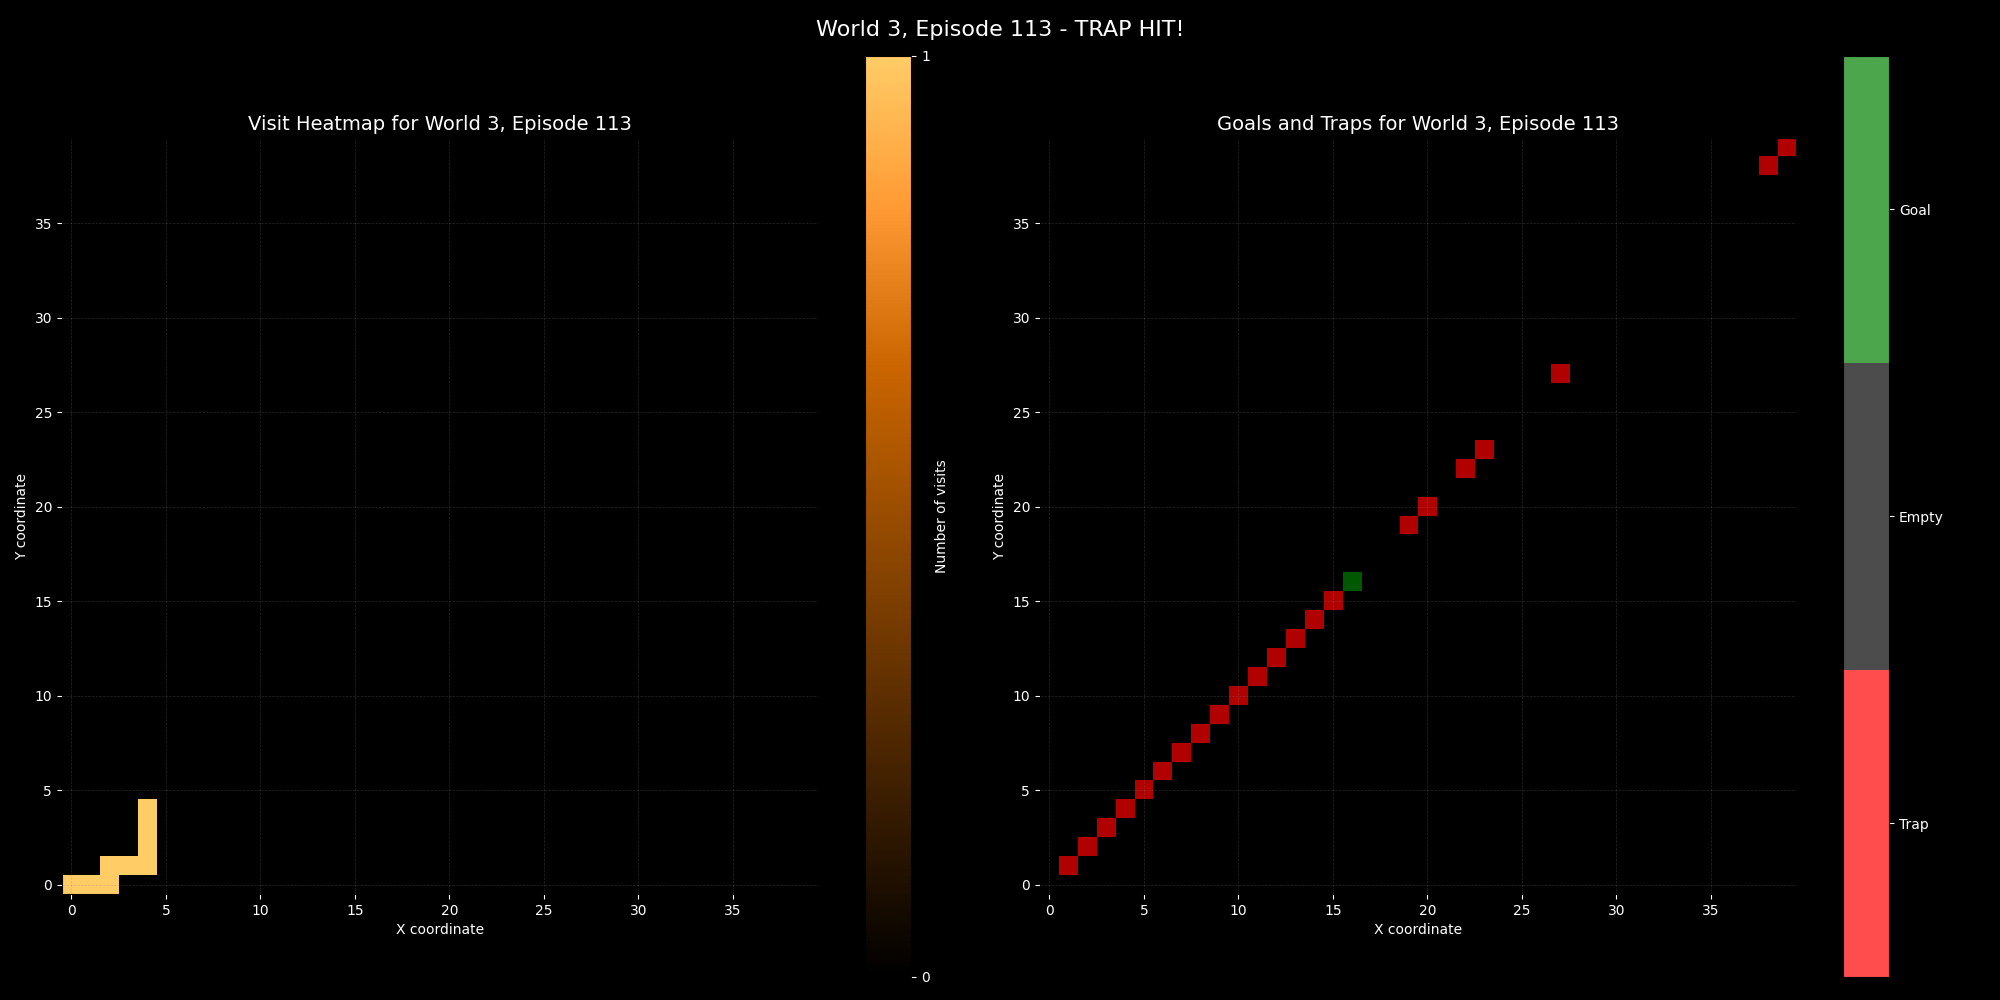 World 3, Episode 113 - TRAP HIT!
Visit Heatmap for World 3, Episode 113
Y coordinate
35
30
25
20
15
10
5
0
0 5 10 15 20 25 30 35
X coordinate
1
Number of visits
0
Goals and Traps for World 3, Episode 113
Y coordinate
35
30
25
20
15
10
5
0
0 5 10 15 20 25 30 35
X coordinate
Goal
Empty
Trap